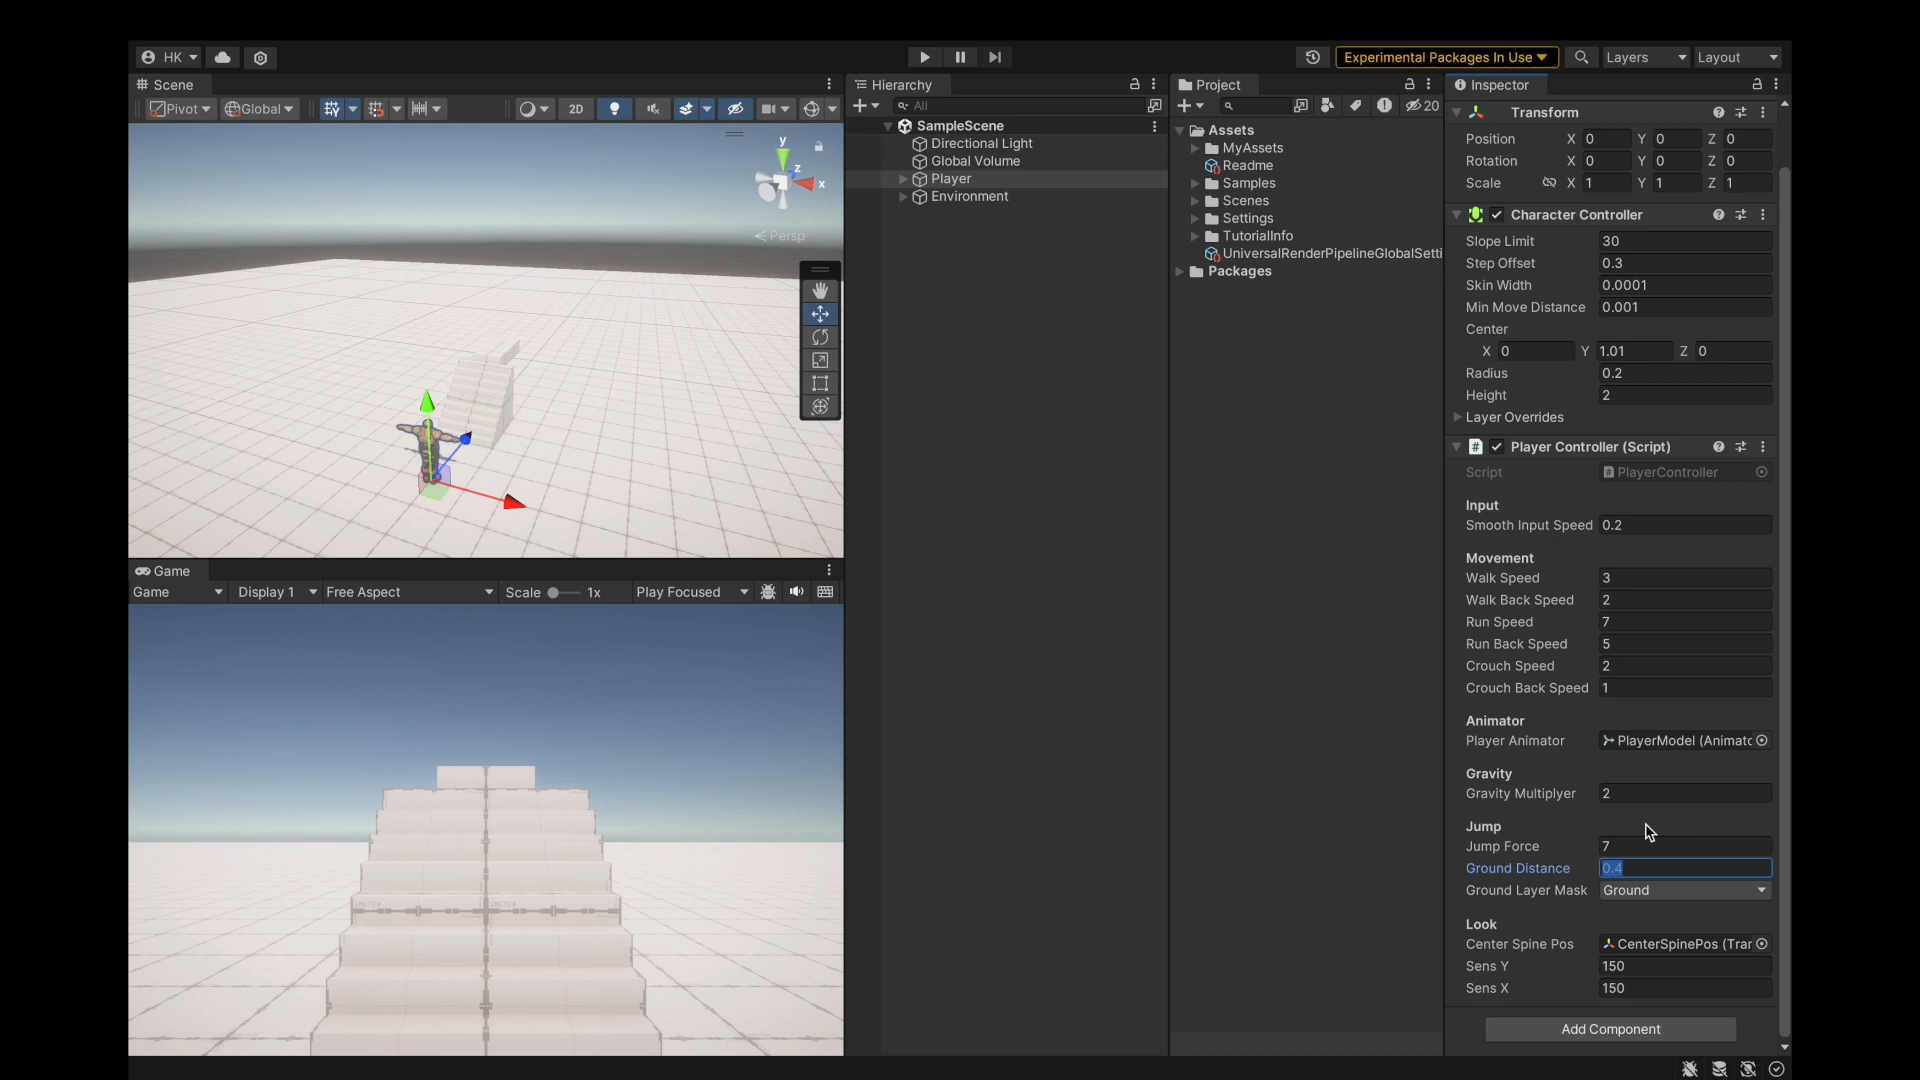 HK
Experimental Packages In Use
Layers
Layout
Scene
Pivot
Global
2D
y
z
x
Persp
Game
Game
Display 1
Free Aspect
Scale
1x
Play Focused
Hierarchy
All
SampleScene
Directional Light
Global Volume
Player
Environment
Project
20
Assets
MyAssets
Readme
Samples
Scenes
Settings
TutorialInfo
UniversalRenderPipelineGlobalSetti
Packages
Inspector
Transform
Position X 0 Y 0 Z 0
Rotation X 0 Y 0 Z 0
Scale X 1 Y 1 Z 1
Character Controller
Slope Limit 30
Step Offset 0.3
Skin Width 0.0001
Min Move Distance 0.001
Center
X 0 Y 1.01 Z 0
Radius 0.2
Height 2
Layer Overrides
# Player Controller (Script)
Script # PlayerController
Input
Smooth Input Speed 0.2
Movement
Walk Speed 3
Walk Back Speed 2
Run Speed 7
Run Back Speed 5
Crouch Speed 2
Crouch Back Speed 1
Animator
Player Animator PlayerModel (Animato
Gravity
Gravity Multiplyer 2
Jump
Jump Force 7
Ground Distance 0.4
Ground Layer Mask Ground
Look
Center Spine Pos CenterSpinePos (Tran
Sens Y 150
Sens X 150
Add Component